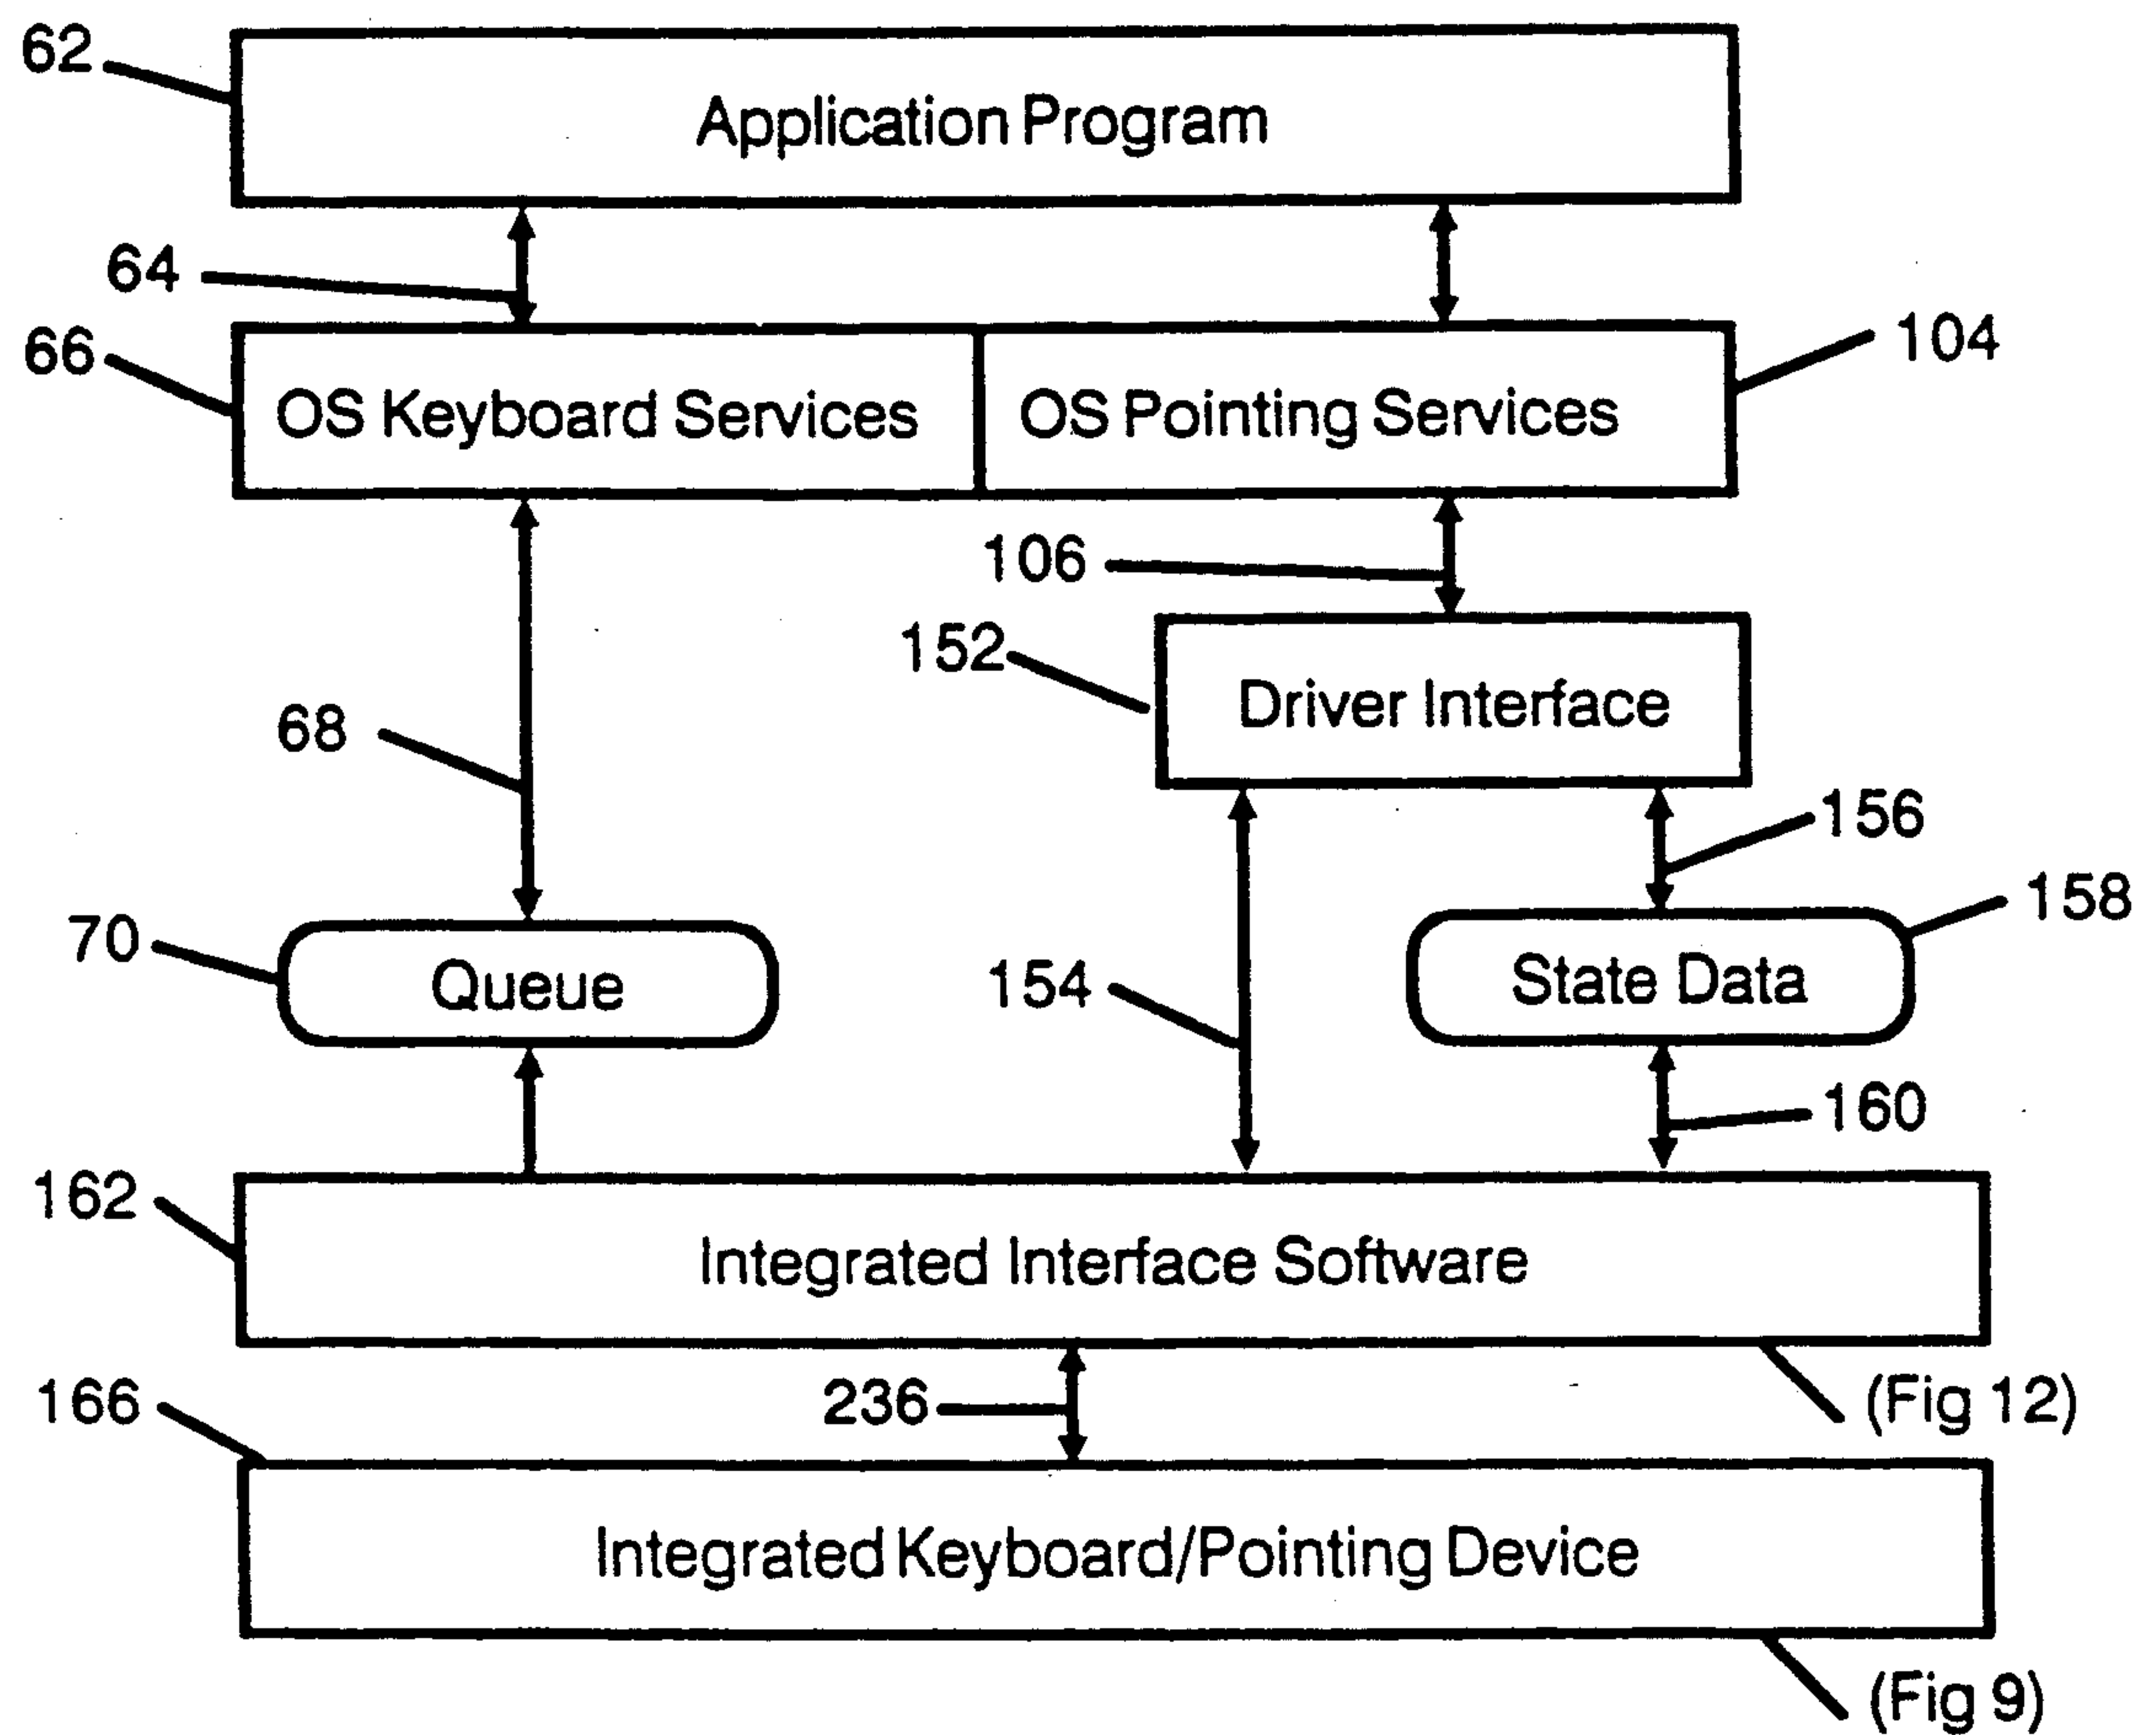 62
Application Program
64
66
OS Keyboard Services
OS Pointing Services
104
106
152
Driver Interface
68
156
158
70
Queue
154
State Data
160
162
Integrated Interface Software
166
236
(Fig 12)
Integrated Keyboard/Pointing Device
(Fig 9)